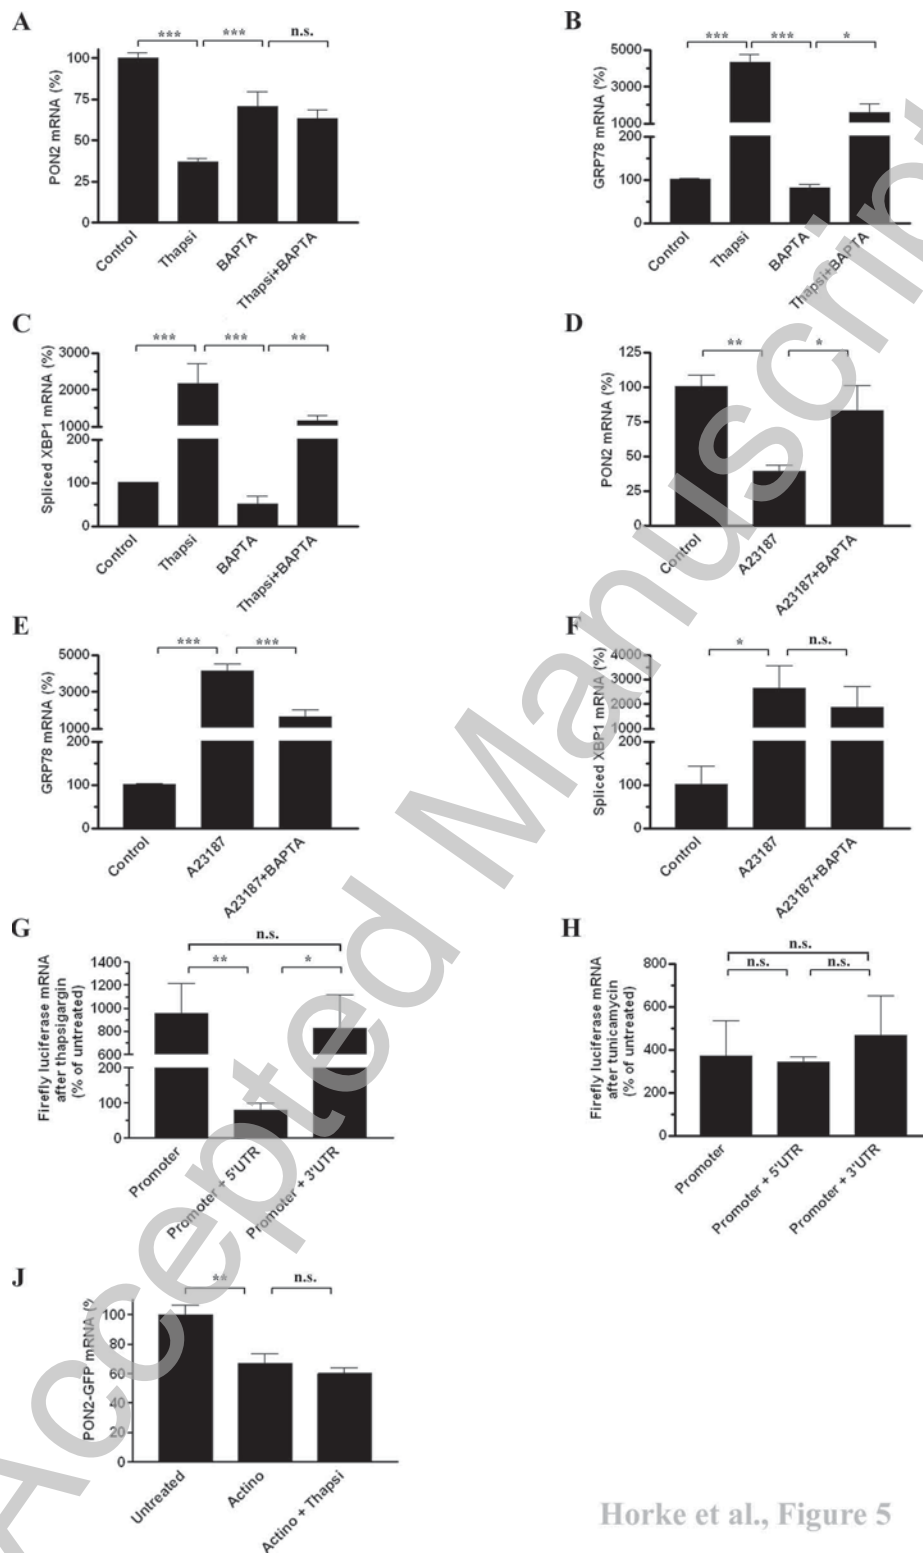 A
*** *** n.s.
PON2 mRNA (%)
100
75
50
25
0
Control
Thapsi
BAPTA
Thapsi+BAPTA
B
*** *** *
GRP78 mRNA (%)
5000
3000
1000
200
100
0
Control
Thapsi
BAPTA
Thapsi+BAPTA
C
*** *** **
Spliced XBP1 mRNA (%)
3000
2000
1000
200
100
0
Control
Thapsi
BAPTA
Thapsi+BAPTA
D
** *
PON2 mRNA (%)
125
100
75
50
25
0
Control
A23187
A23187+BAPTA
E
*** ***
GRP78 mRNA (%)
5000
3000
1000
200
100
0
Control
A23187
A23187+BAPTA
F
* n.s.
Spliced XBP1 mRNA (%)
4000
3000
2000
1000
200
100
0
Control
A23187
A23187+BAPTA
G
n.s.
** *
Firefly luciferase mRNA
after thapsigargin
(% of untreated)
1400
1200
1000
800
600
200
100
0
Promoter
Promoter + 5'UTR
Promoter + 3'UTR
H
n.s.
n.s. n.s.
Firefly luciferase mRNA
after tunicamycin
(% of untreated)
800
600
400
200
0
Promoter
Promoter + 5'UTR
Promoter + 3'UTR
J
** n.s.
PON2-GFP mRNA (%
100
80
60
40
20
0
Untreated
Actino
Actino + Thapsi
Accepted Manuscript
Horke et al., Figure 5